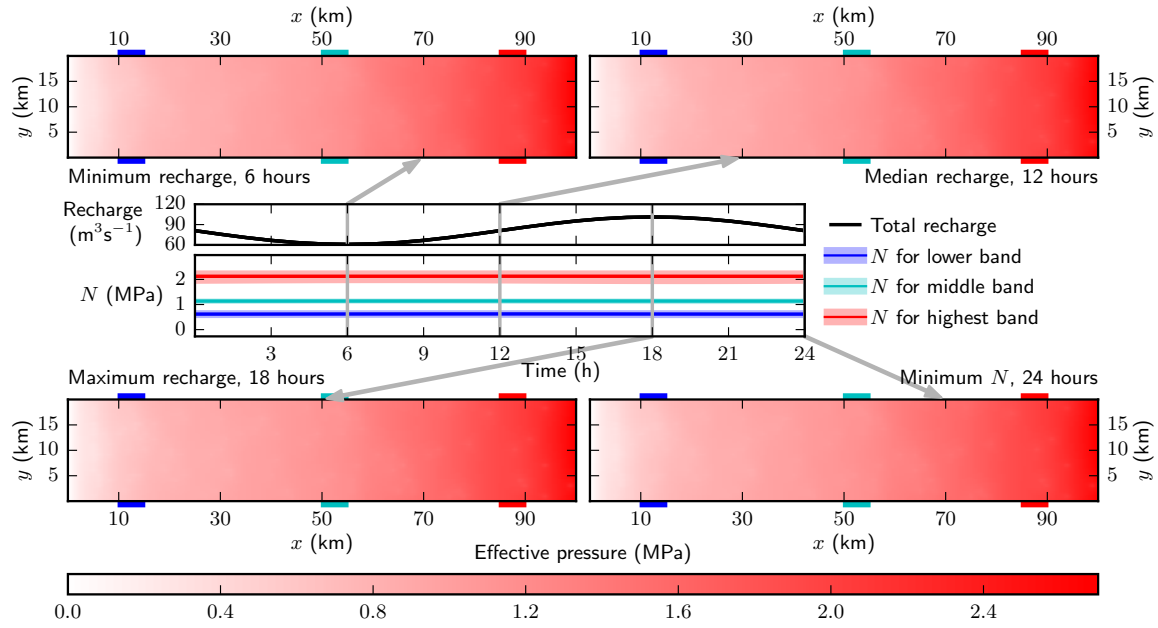 x (km) x (km)
10 30 50 70 90 10 30 50 70 90
y (km) 15 10 5 15 10 5 y (km)
Minimum recharge, 6 hours Median recharge, 12 hours
Recharge (m³s⁻¹) 120 90 60
N (MPa) 2 1 0
3 6 9 12 15 18 21 24
Time (h)
Total recharge
N for lower band
N for middle band
N for highest band
Maximum recharge, 18 hours Minimum N, 24 hours
y (km) 15 10 5 15 10 5 y (km)
10 30 50 70 90 10 30 50 70 90
x (km) x (km)
Effective pressure (MPa)
0.0 0.4 0.8 1.2 1.6 2.0 2.4